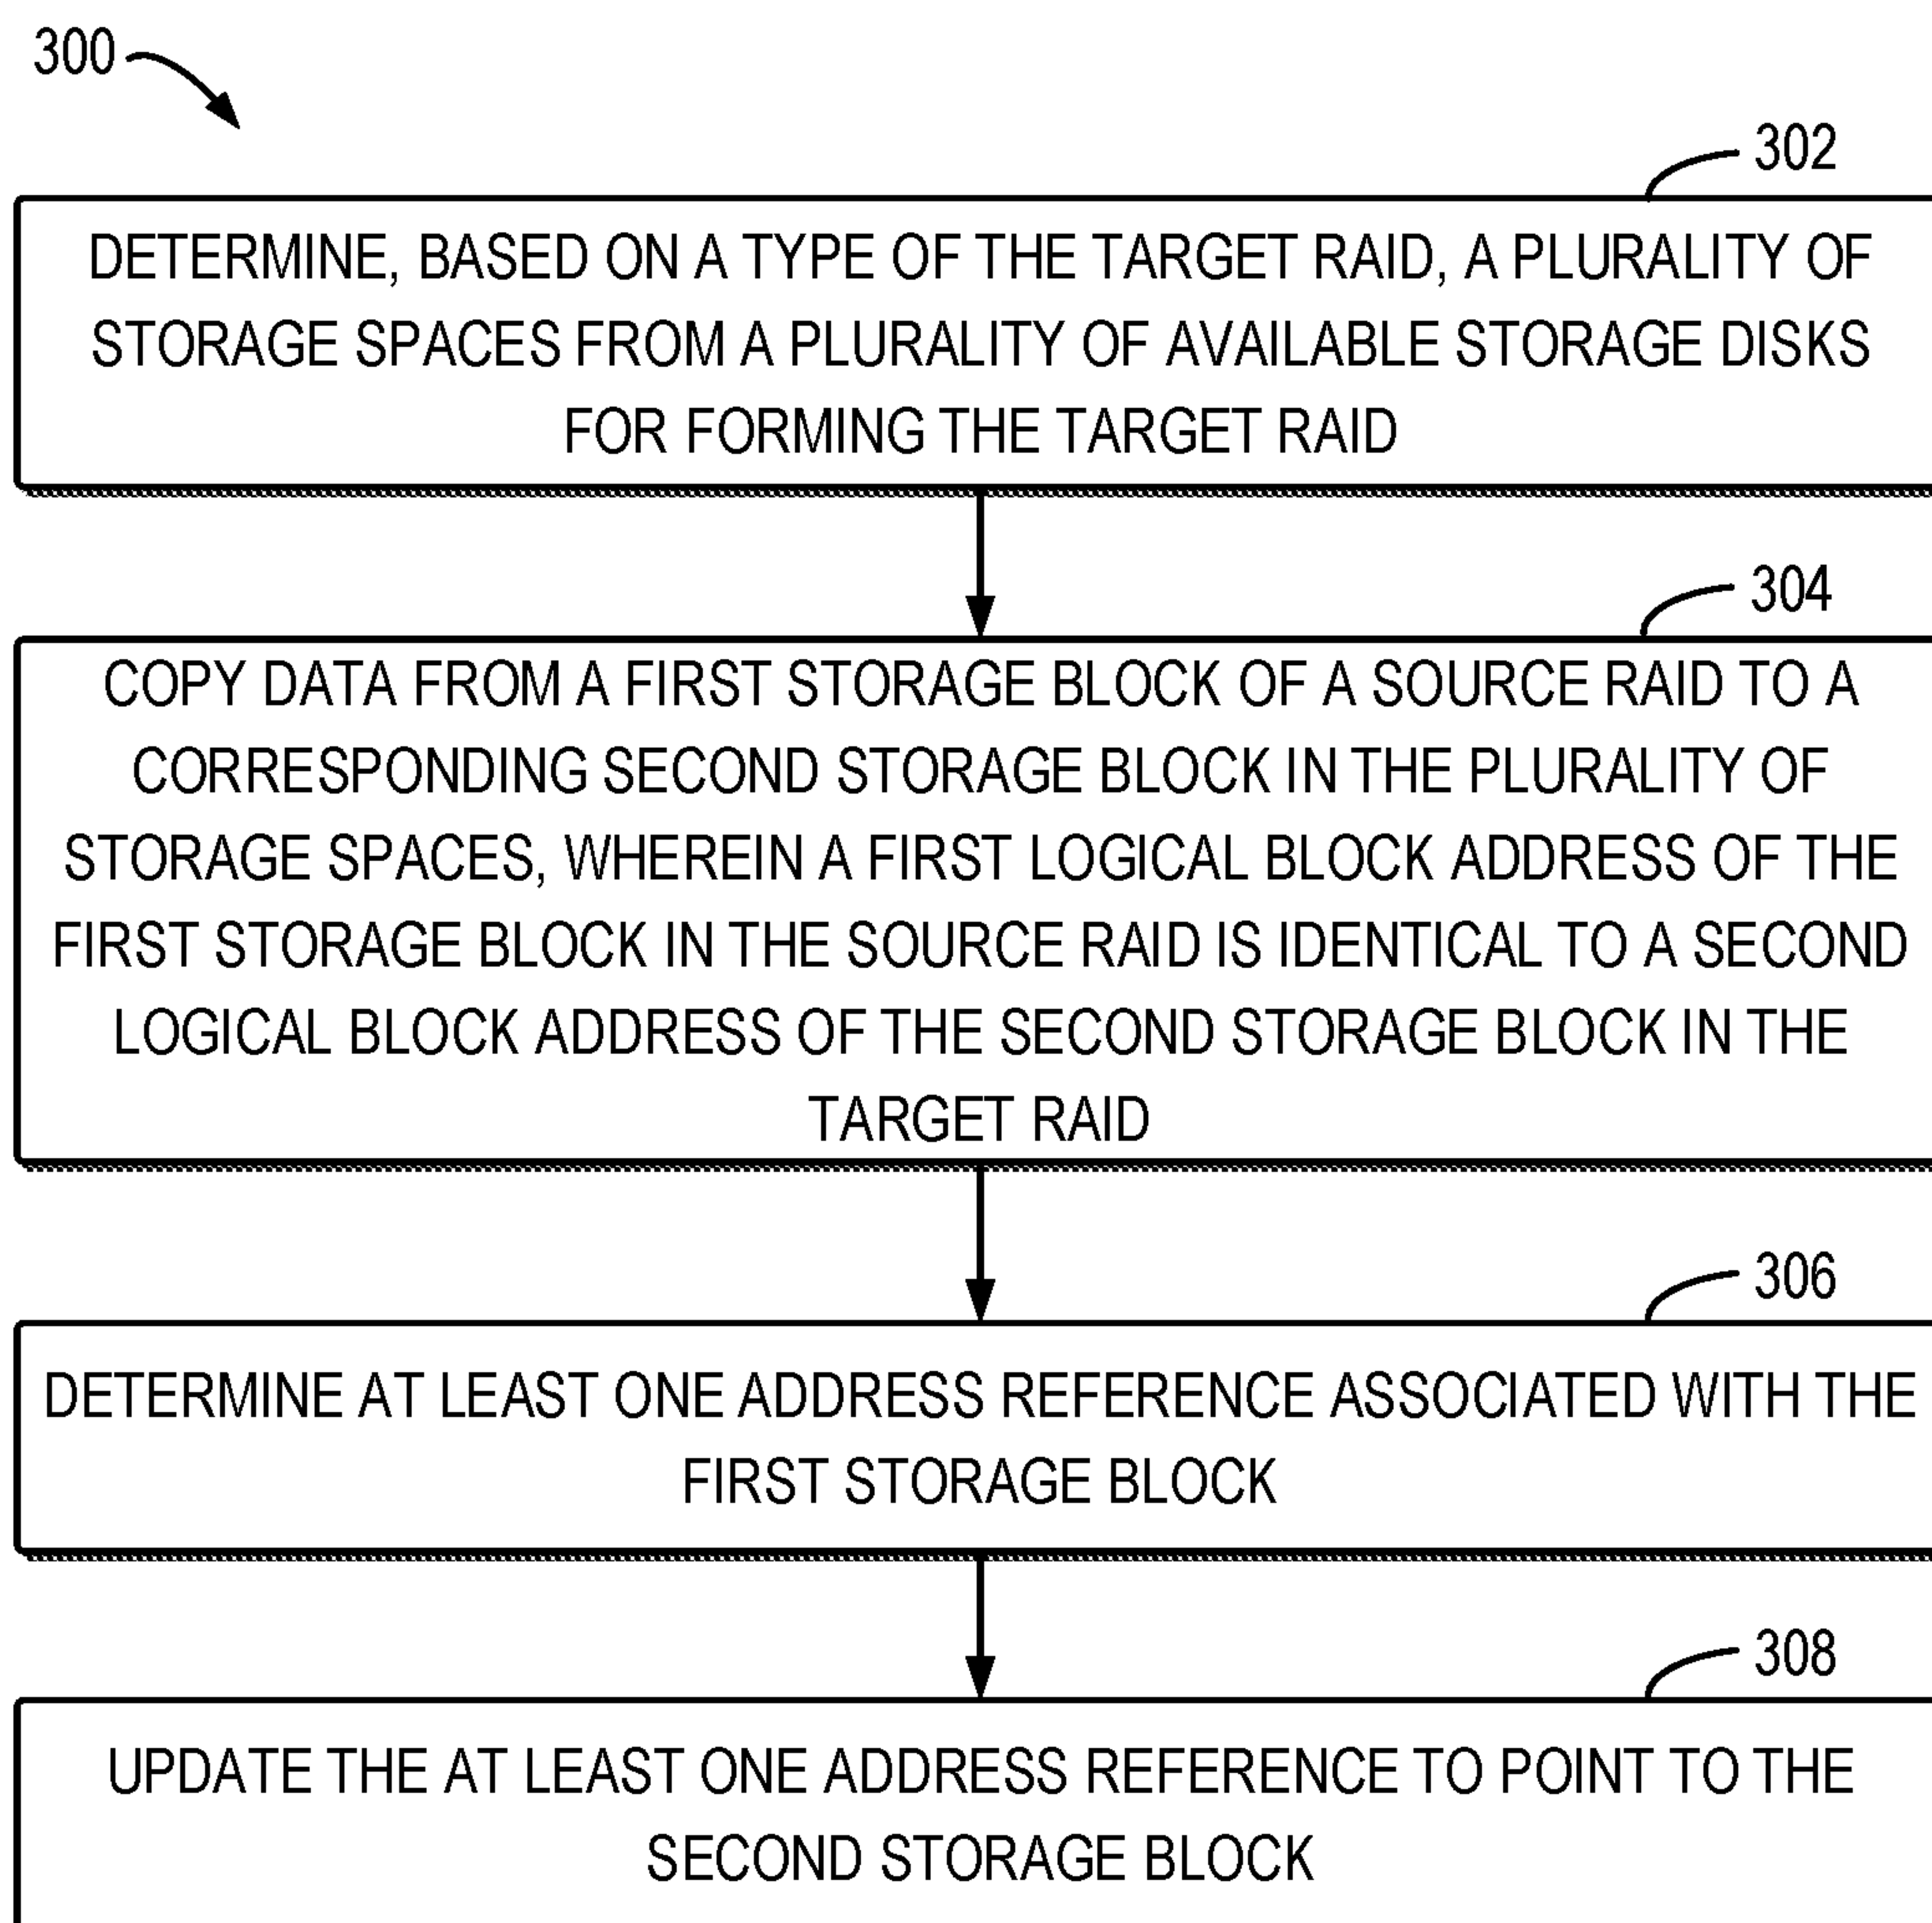 300
302
DETERMINE, BASED ON A TYPE OF THE TARGET RAID, A PLURALITY OF
STORAGE SPACES FROM A PLURALITY OF AVAILABLE STORAGE DISKS
FOR FORMING THE TARGET RAID
304
COPY DATA FROM A FIRST STORAGE BLOCK OF A SOURCE RAID TO A
CORRESPONDING SECOND STORAGE BLOCK IN THE PLURALITY OF
STORAGE SPACES, WHEREIN A FIRST LOGICAL BLOCK ADDRESS OF THE
FIRST STORAGE BLOCK IN THE SOURCE RAID IS IDENTICAL TO A SECOND
LOGICAL BLOCK ADDRESS OF THE SECOND STORAGE BLOCK IN THE
TARGET RAID
306
DETERMINE AT LEAST ONE ADDRESS REFERENCE ASSOCIATED WITH THE
FIRST STORAGE BLOCK
308
UPDATE THE AT LEAST ONE ADDRESS REFERENCE TO POINT TO THE
SECOND STORAGE BLOCK